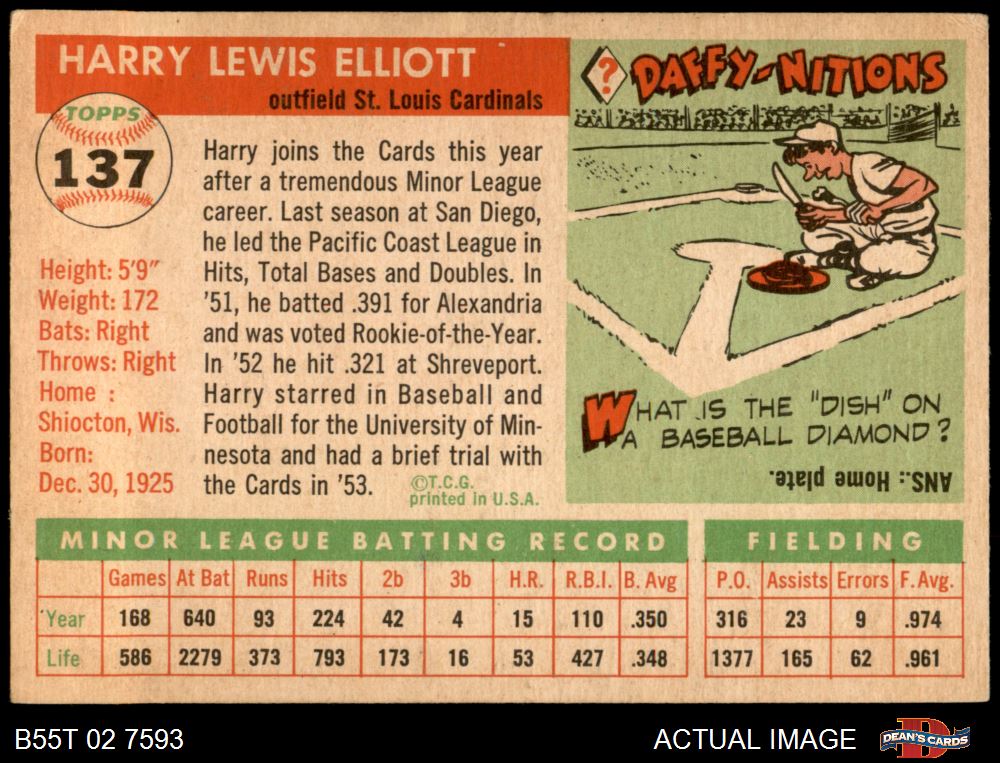 HARRY LEWIS ELLIOTT
outfield St. Louis Cardinals
TOPPS
137
Height: 5'9"
Weight: 172
Bats: Right
Throws: Right
Home :
Shiocton, Wis.
Born:
Dec. 30, 1925
Harry joins the Cards this year
after a tremendous Minor League
career. Last season at San Diego,
he led the Pacific Coast League in
Hits, Total Bases and Doubles. In
'51, he batted .391 for Alexandria
and was voted Rookie-of-the-Year.
In '52 he hit .321 at Shreveport.
Harry starred in Baseball and
Football for the University of Min-
nesota and had a brief trial with
the Cards in '53.
©T.C.G.
printed in U.S.A.
? DAFFY-NITIONS
WHAT IS THE "DISH" ON
A BASEBALL DIAMOND?
ANS.: Home plate.
MINOR LEAGUE BATTING RECORD
Games At Bat Runs Hits 2b 3b H.R. R.B.I. B. Avg
Year 168 640 93 224 42 4 15 110 .350
Life 586 2279 373 793 173 16 53 427 .348
FIELDING
P.O. Assists Errors F. Avg.
316 23 9 .974
1377 165 62 .961
B55T 02 7593
ACTUAL IMAGE
D
DEAN'S CARDS